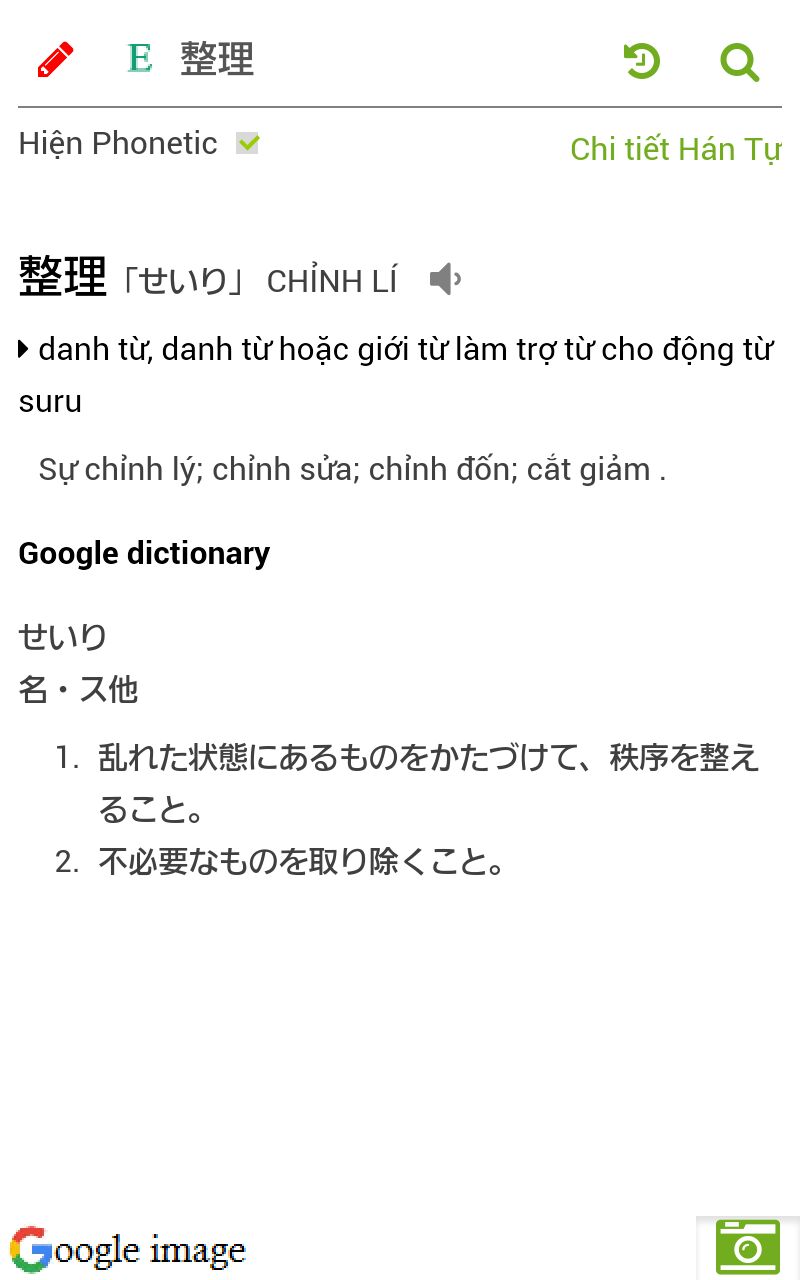 E 整理
Hiện Phonetic
Chi tiết Hán Tự
整理「せいり」 CHỈNH LÍ
danh từ, danh từ hoặc giới từ làm trợ từ cho động từ
suru
Sự chỉnh lý; chỉnh sửa; chỉnh đốn; cắt giảm .
Google dictionary
せいり
名・ス他
1. 乱れた状態にあるものをかたづけて、秩序を整え
ること。
2. 不必要なものを取り除くこと。
Google image